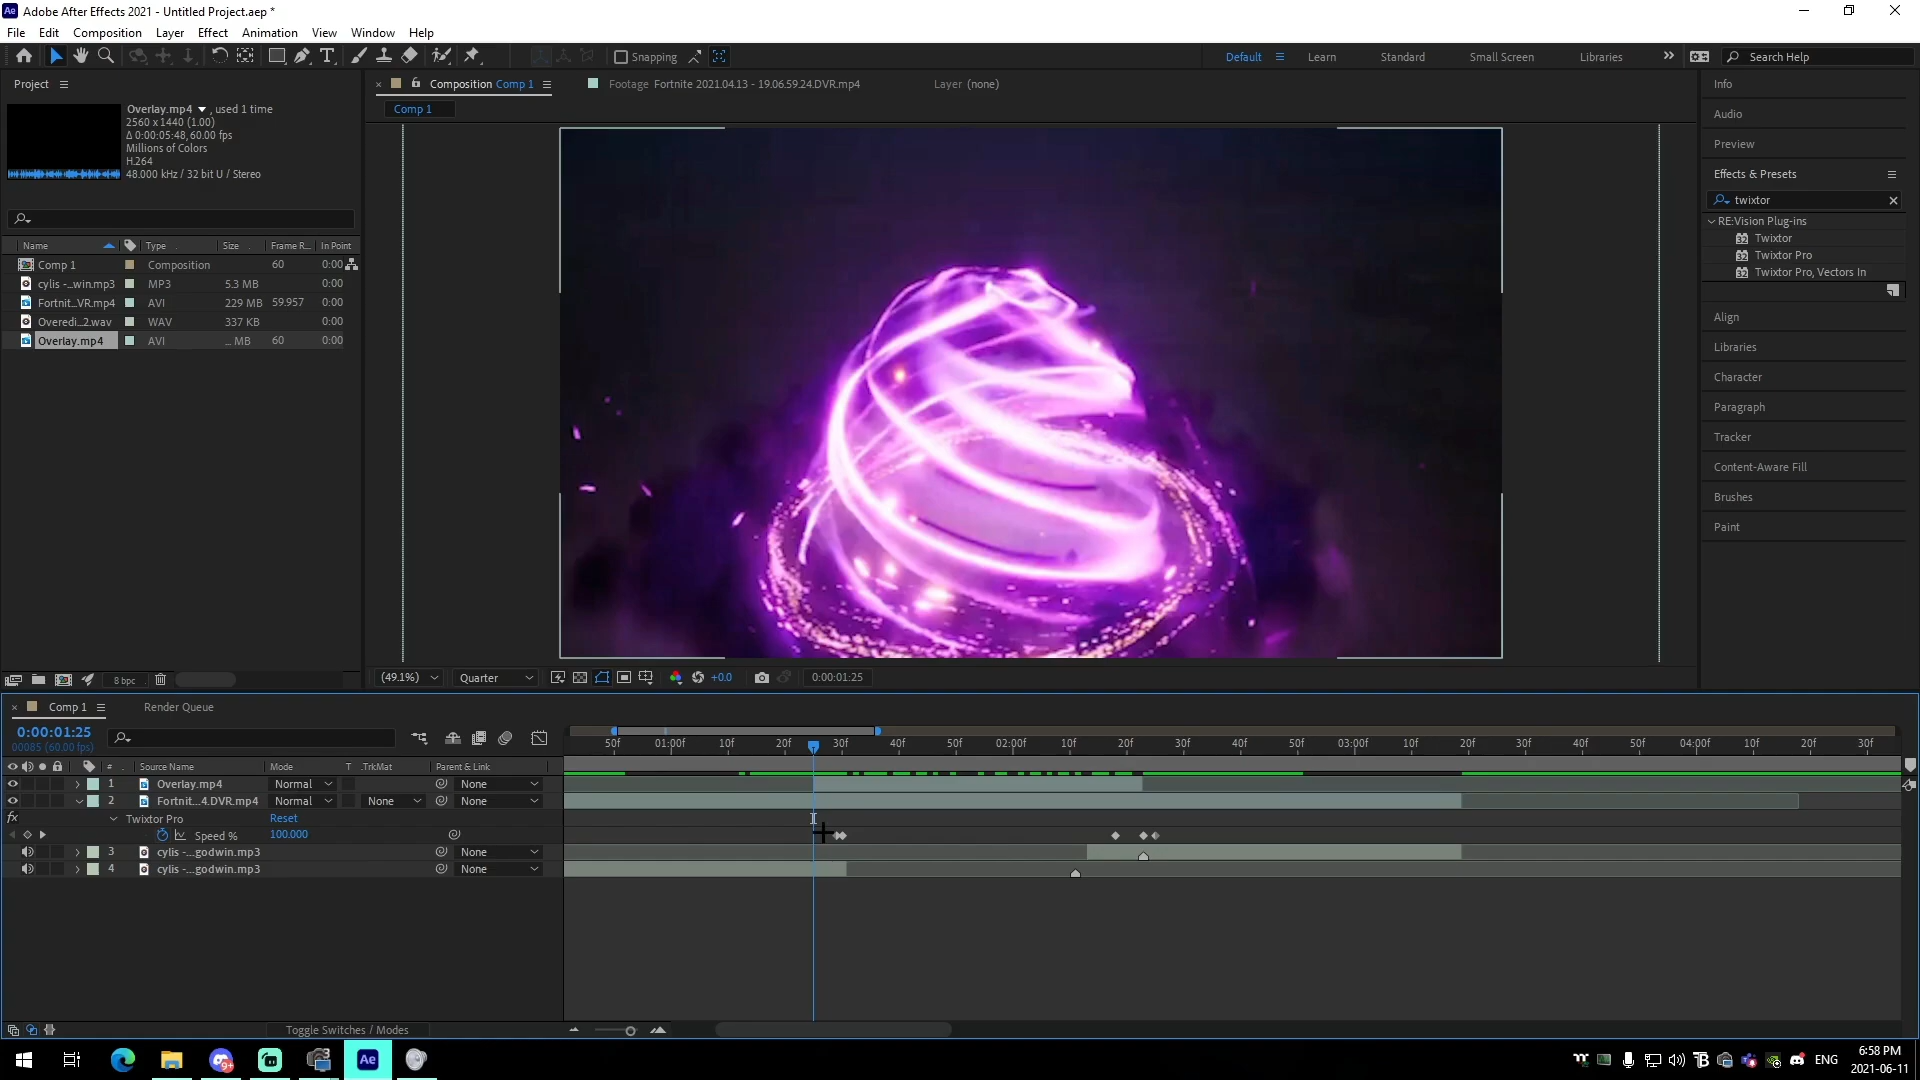 Adobe After Effects 2021 - Untitled Project.aep *
File Edit Composition Layer Effect Animation View Window Help
Snapping
Default Learn Standard Small Screen Libraries Search Help
Project
Composition Comp 1 Footage Fortnite 2021.04.13 - 19.06.59.24.DVR.mp4 Layer (none)
Comp 1
Overlay.mp4 , used 1 time
2560 x 1440 (1.00)
Δ 0:00:05:48, 60.00 fps
Millions of Colors
H.264
48.000 kHz / 32 bit U / Stereo
Name Type Size Frame R... In Point
Comp 1 Composition 60 0:00
cylis -...win.mp3 MP3 5.3 MB 0:00
Fortnit...VR.mp4 AVI 229 MB 59.957 0:00
Overedi...2.wav WAV 337 KB 0:00
Overlay.mp4 AVI ... MB 60 0:00
8 bpc
(49.1%) Quarter +0.0 0:00:01:25
Info
Audio
Preview
Effects & Presets
twixtor
RE:Vision Plug-ins
32 Twixtor
32 Twixtor Pro
32 Twixtor Pro, Vectors In
Align
Libraries
Character
Paragraph
Tracker
Content-Aware Fill
Brushes
Paint
Comp 1 Render Queue
0:00:01:25
00085 (60.00 fps)
50f 01:00f 10f 20f 30f 40f 50f 02:00f 10f 20f 30f 40f 50f 03:00f 10f 20f 30f 40f 50f 04:00f 10f 20f 30f
# Source Name Mode T .TrkMat Parent & Link
1 Overlay.mp4 Normal None
2 Fortnit...4.DVR.mp4 Normal None None
fx Twixtor Pro Reset
Speed % 100.000
3 cylis -...godwin.mp3 None
4 cylis -...godwin.mp3 None
Toggle Switches / Modes
9+
3
Ae
ENG
6:58 PM
2021-06-11